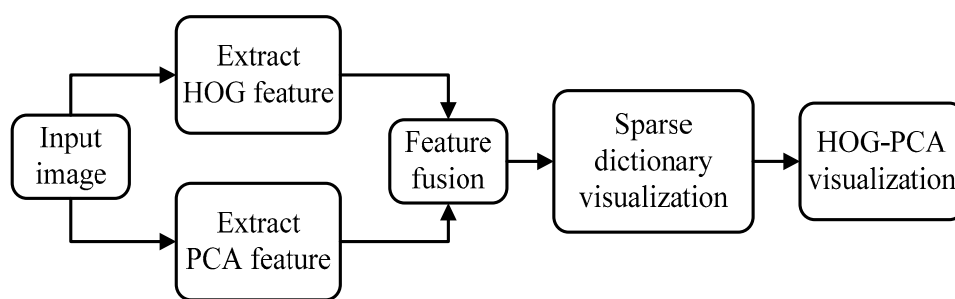 Input
image
Extract
HOG feature
Extract
PCA feature
Feature
fusion
Sparse
dictionary
visualization
HOG-PCA
visualization